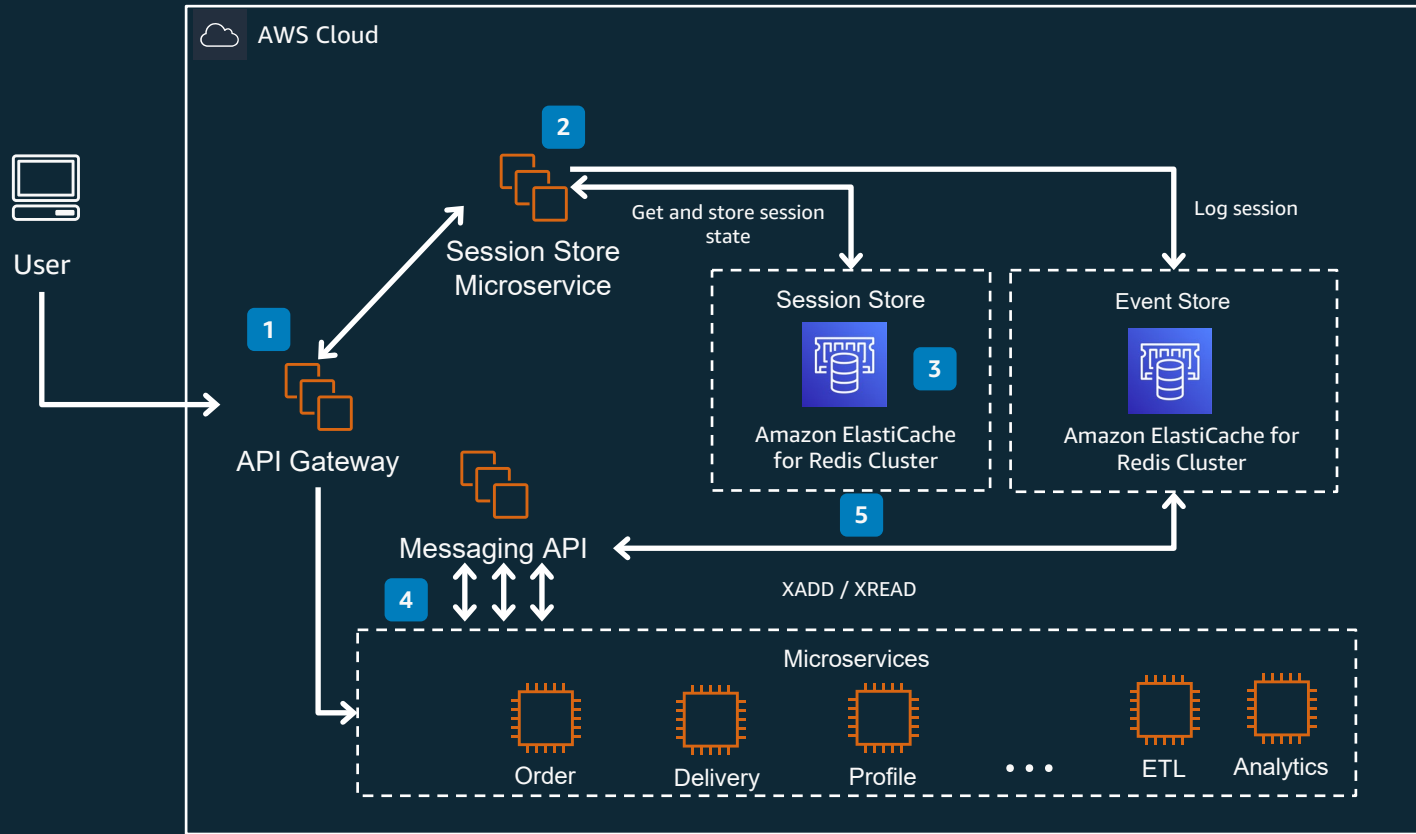 AWS Cloud
2
Get and store session
state
Log session
User
Session Store
Microservice
1
Session Store
Event Store
3
API Gateway
Amazon ElastiCache
for Redis Cluster
Amazon ElastiCache for
Redis Cluster
5
Messaging API
4
XADD / XREAD
Microservices
Order
Delivery
Profile
• • •
ETL
Analytics